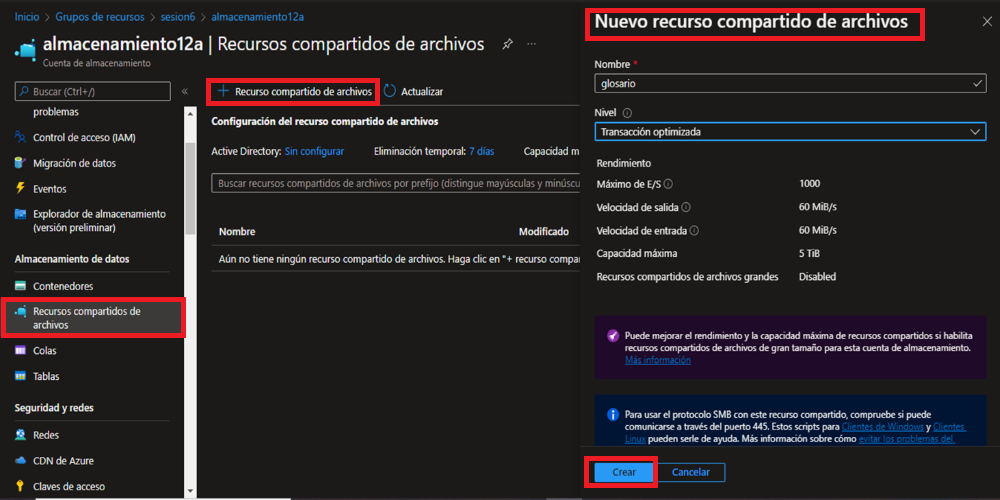 Inicio > Grupos de recursos > sesion6 > almacenamiento12a
almacenamiento12a | Recursos compartidos de archivos
Cuenta de almacenamiento
Buscar (Ctrl+/)
problemas
Control de acceso (IAM)
Migración de datos
Eventos
Explorador de almacenamiento
(versión preliminar)
Almacenamiento de datos
Contenedores
Recursos compartidos de
archivos
Colas
Tablas
Seguridad y redes
Redes
CDN de Azure
Claves de acceso
+ Recurso compartido de archivos Actualizar
Configuración del recurso compartido de archivos
Active Directory: Sin configurar Eliminación temporal: 7 días Capacidad m
Buscar recursos compartidos de archivos por prefijo (distingue mayúsculas y minúscu
Nombre Modificado
Aún no tiene ningún recurso compartido de archivos. Haga clic en "+ recurso compar
Nuevo recurso compartido de archivos
Nombre *
glosario
Nivel
Transacción optimizada
Rendimiento
Máximo de E/S 1000
Velocidad de salida 60 MiB/s
Velocidad de entrada 60 MiB/s
Capacidad máxima 5 TiB
Recursos compartidos de archivos grandes Disabled
Puede mejorar el rendimiento y la capacidad máxima de recursos compartidos si habilita
recursos compartidos de archivos de gran tamaño para esta cuenta de almacenamiento.
Más información
Para usar el protocolo SMB con este recurso compartido, compruebe si puede
comunicarse a través del puerto 445. Estos scripts para Clientes de Windows y Clientes
Linux pueden serle de ayuda. Más información sobre cómo evitar los problemas del
Crear Cancelar